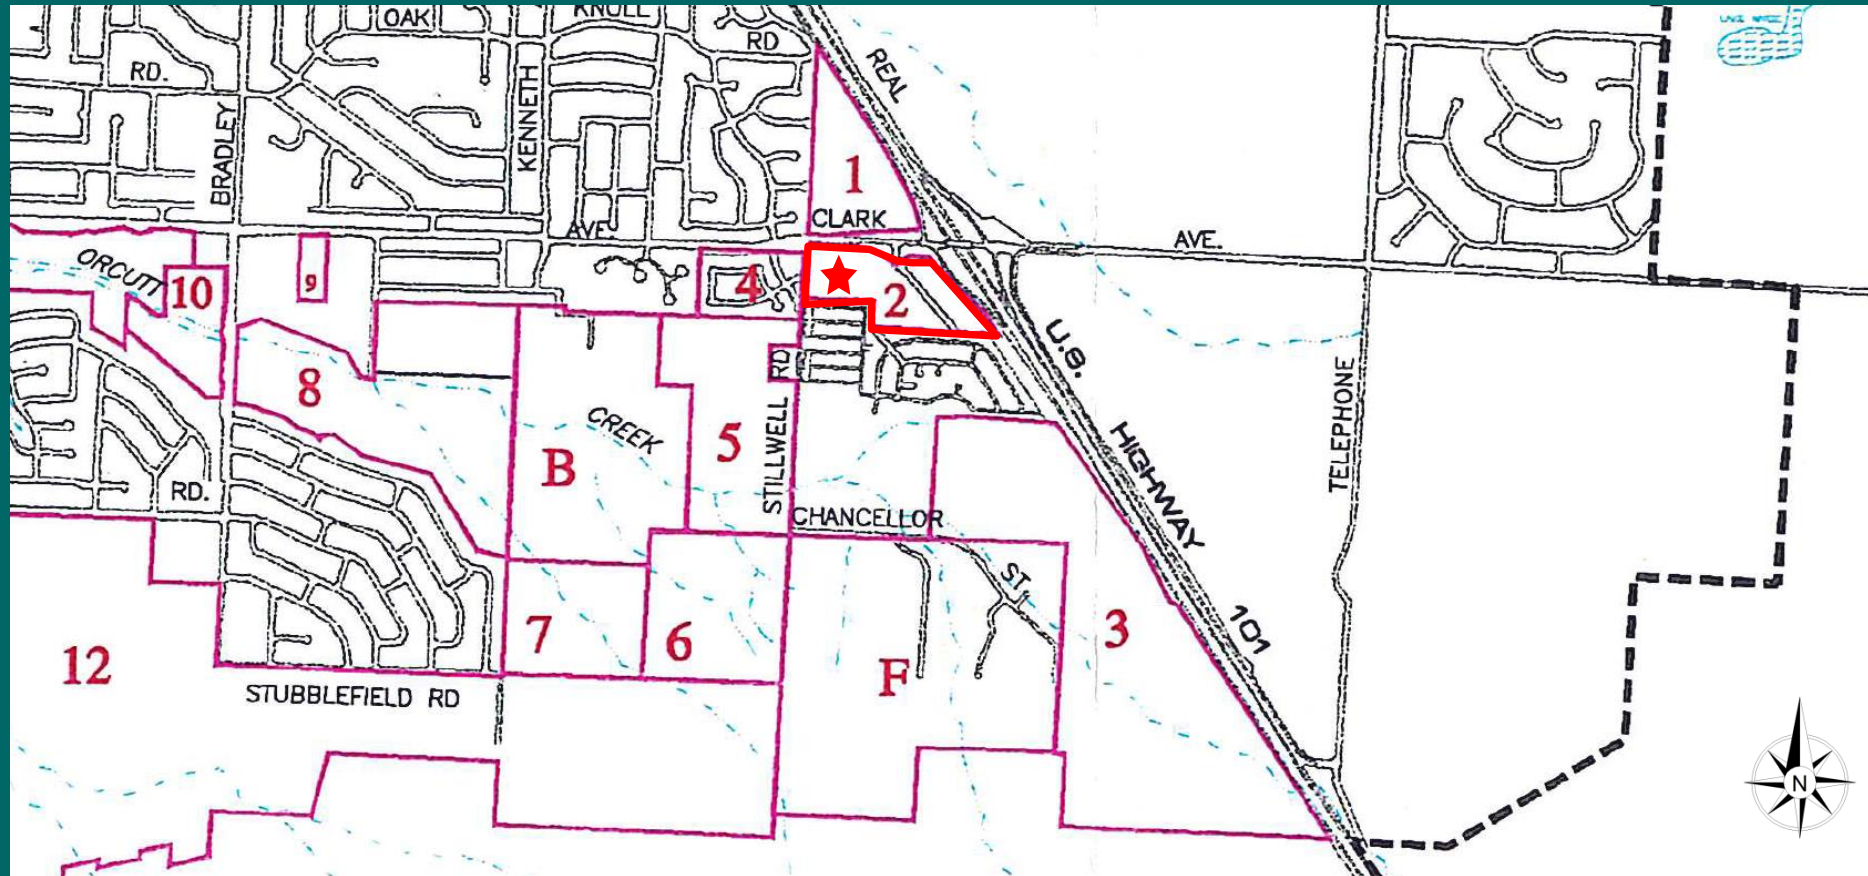 OAK
KNOLL
RD
REAL
RD.
BRADLEY
KENNETH
1
CLARK
AVE.
AVE.
ORCUTT
10
9
4
2
U.S.
8
RD
TELEPHONE
CREEK
5
B
STILLWELL
HIGHWAY
RD.
CHANCELLOR
ST.
7
6
3
101
12
F
STUBBLEFIELD RD
N